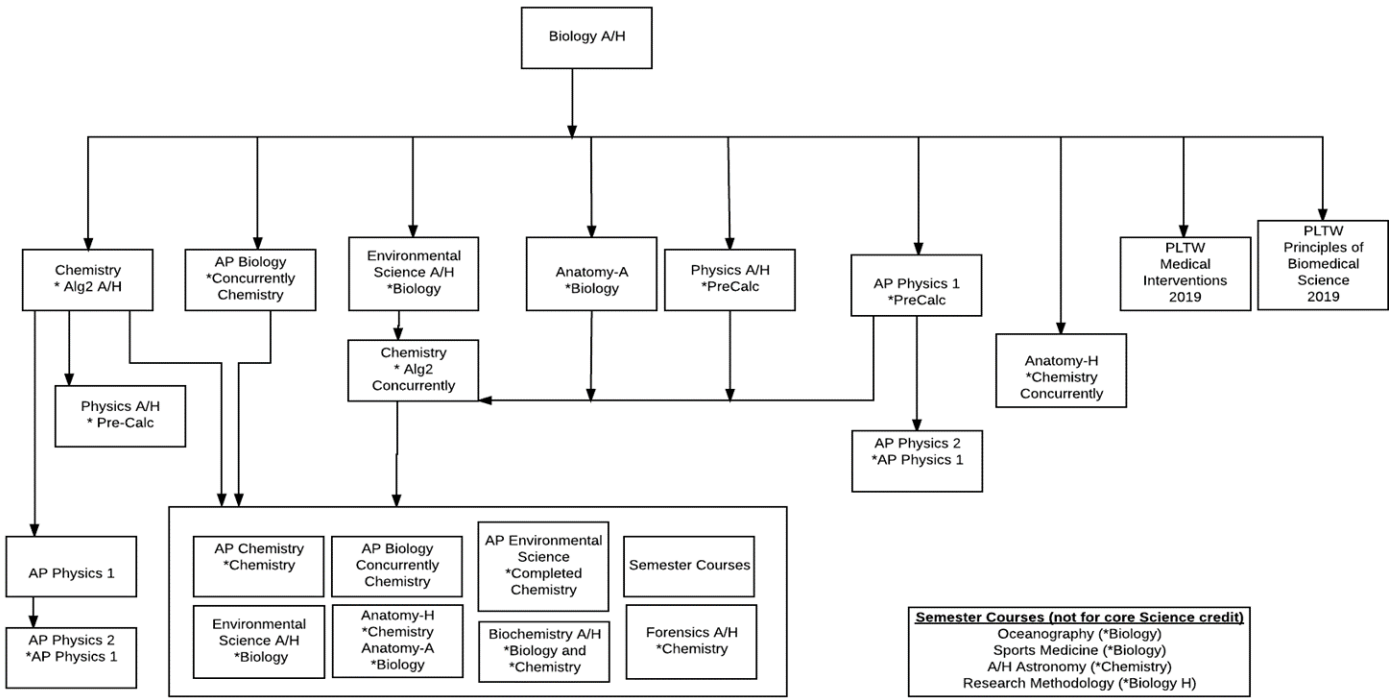 Biology A/H
Chemistry
* Alg2 A/H
AP Biology
*Concurrently
Chemistry
Environmental
Science A/H
*Biology
Anatomy-A
*Biology
Physics A/H
*PreCalc
AP Physics 1
*PreCalc
PLTW
Medical
Interventions
2019
PLTW
Principles of
Biomedical
Science
2019
Chemistry
* Alg2
Concurrently
Anatomy-H
*Chemistry
Concurrently
Physics A/H
* Pre-Calc
AP Physics 2
*AP Physics 1
AP Physics 1
AP Physics 2
*AP Physics 1
AP Chemistry
*Chemistry
AP Biology
Concurrently
Chemistry
AP Environmental
Science
*Completed
Chemistry
Semester Courses
Environmental
Science A/H
*Biology
Anatomy-H
*Chemistry
Anatomy-A
*Biology
Biochemistry A/H
*Biology and
*Chemistry
Forensics A/H
*Chemistry
Semester Courses (not for core Science credit)
Oceanography (*Biology)
Sports Medicine (*Biology)
A/H Astronomy (*Chemistry)
Research Methodology (*Biology H)